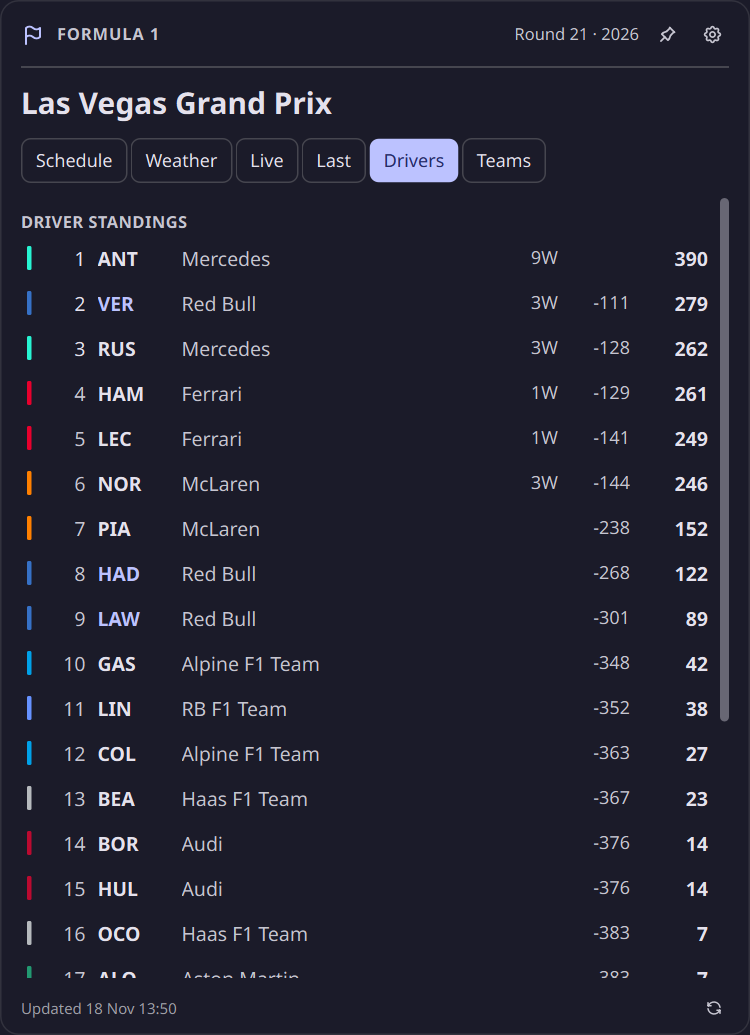 FORMULA 1 Round 21 · 2026
Las Vegas Grand Prix
Schedule Weather Live Last Drivers Teams
DRIVER STANDINGS
1 ANT Mercedes 9W 390
2 VER Red Bull 3W -111 279
3 RUS Mercedes 3W -128 262
4 HAM Ferrari 1W -129 261
5 LEC Ferrari 1W -141 249
6 NOR McLaren 3W -144 246
7 PIA McLaren -238 152
8 HAD Red Bull -268 122
9 LAW Red Bull -301 89
10 GAS Alpine F1 Team -348 42
11 LIN RB F1 Team -352 38
12 COL Alpine F1 Team -363 27
13 BEA Haas F1 Team -367 23
14 BOR Audi -376 14
15 HUL Audi -376 14
16 OCO Haas F1 Team -383 7
17 ALO Aston Martin -383 7
Updated 18 Nov 13:50